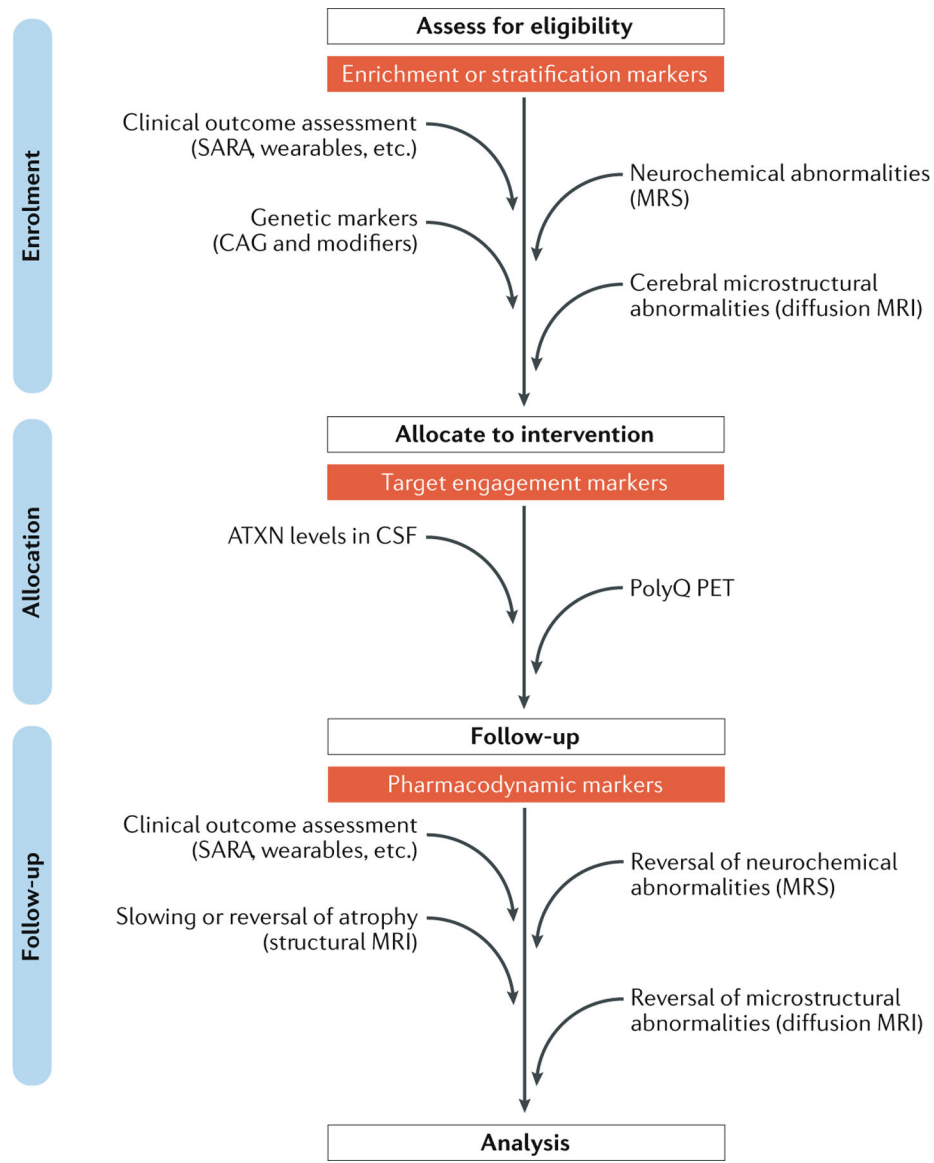 Enrolment
Assess for eligibility
Enrichment or stratification markers
Clinical outcome assessment
(SARA, wearables, etc.)
Neurochemical abnormalities
(MRS)
Genetic markers
(CAG and modifiers)
Cerebral microstructural
abnormalities (diffusion MRI)
Allocation
Allocate to intervention
Target engagement markers
ATXN levels in CSF
PolyQ PET
Follow-up
Follow-up
Pharmacodynamic markers
Clinical outcome assessment
(SARA, wearables, etc.)
Reversal of neurochemical
abnormalities (MRS)
Slowing or reversal of atrophy
(structural MRI)
Reversal of microstructural
abnormalities (diffusion MRI)
Analysis